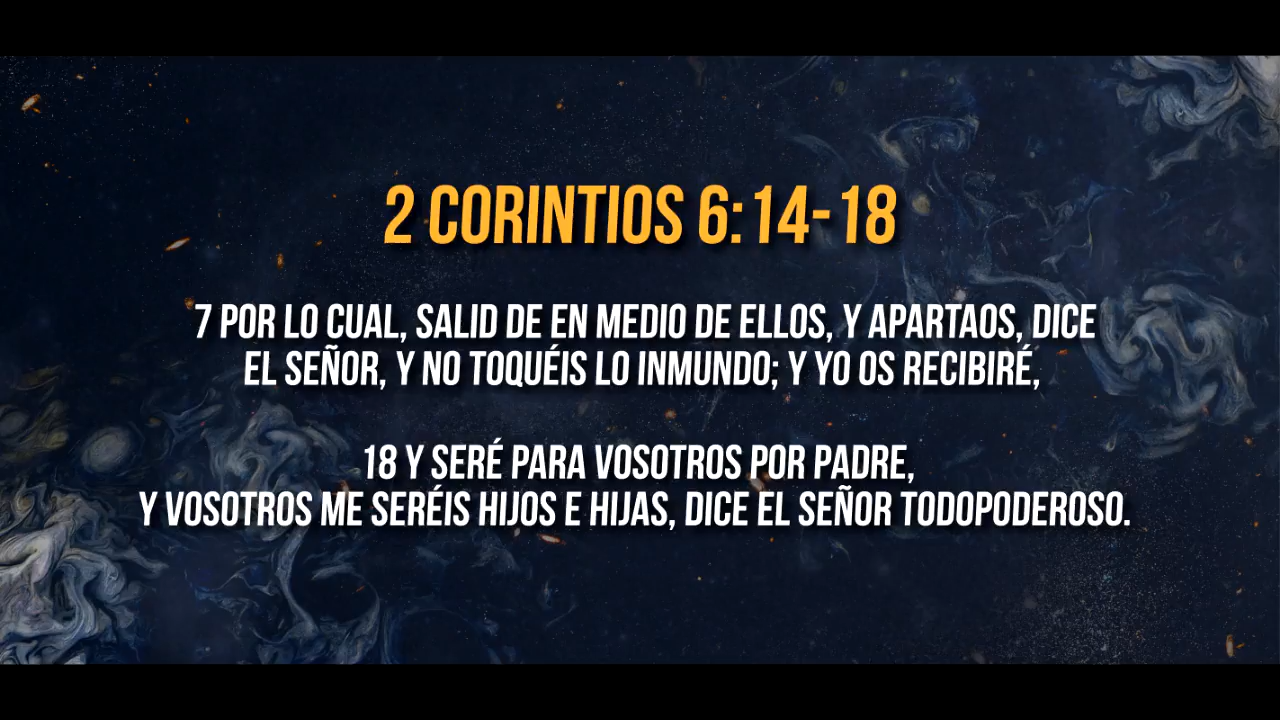 2 CORINTIOS 6:14-18
7 POR LO CUAL, SALID DE EN MEDIO DE ELLOS, Y APARTAOS, DICE
EL SEÑOR, Y NO TOQUÉIS LO INMUNDO; Y YO OS RECIBIRÉ,
18 Y SERÉ PARA VOSOTROS POR PADRE,
Y VOSOTROS ME SERÉIS HIJOS E HIJAS, DICE EL SEÑOR TODOPODEROSO.